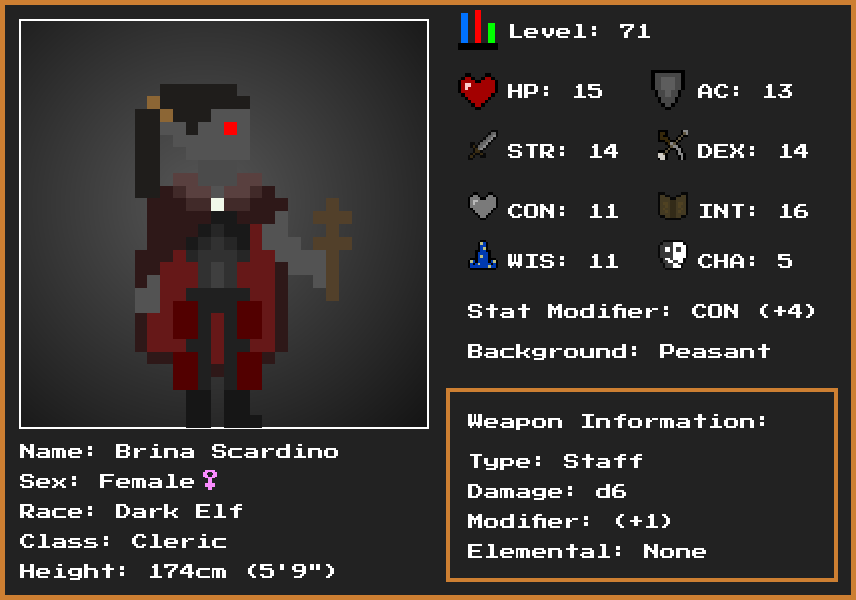 Level: 71
HP: 15 AC: 13
STR: 14 DEX: 14
CON: 11 INT: 16
WIS: 11 CHA: 5
Stat Modifier: CON (+4)
Background: Peasant
Weapon Information:
Type: Staff
Damage: d6
Modifier: (+1)
Elemental: None
Name: Brina Scardino
Sex: Female♀
Race: Dark Elf
Class: Cleric
Height: 174cm (5'9")